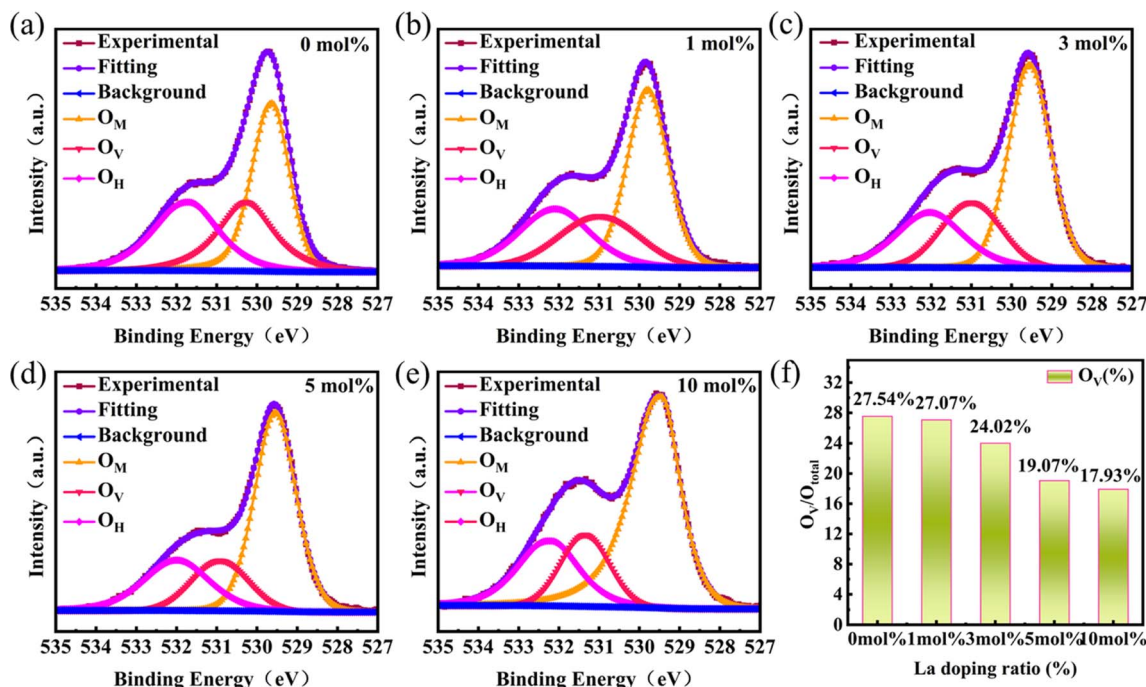 (a)
Experimental
0 mol%
Fitting
Background
O_M
O_V
O_H
Intensity（a.u.）
535 534 533 532 531 530 529 528 527
Binding Energy（eV）
(b)
Experimental
1 mol%
Fitting
Background
O_M
O_V
O_H
Intensity（a.u.）
535 534 533 532 531 530 529 528 527
Binding Energy（eV）
(c)
Experimental
3 mol%
Fitting
Background
O_M
O_V
O_H
Intensity（a.u.）
535 534 533 532 531 530 529 528 527
Binding Energy（eV）
(d)
Experimental
5 mol%
Fitting
Background
O_M
O_V
O_H
Intensity（a.u.）
535 534 533 532 531 530 529 528 527
Binding Energy（eV）
(e)
Experimental
10 mol%
Fitting
Background
O_M
O_V
O_H
Intensity（a.u.）
535 534 533 532 531 530 529 528 527
Binding Energy（eV）
(f)
O_V(%)
27.54%
27.07%
24.02%
19.07%
17.93%
O_V/O_total
32
28
24
20
16
12
8
4
0
0mol% 1mol% 3mol% 5mol% 10mol%
La doping ratio (%)